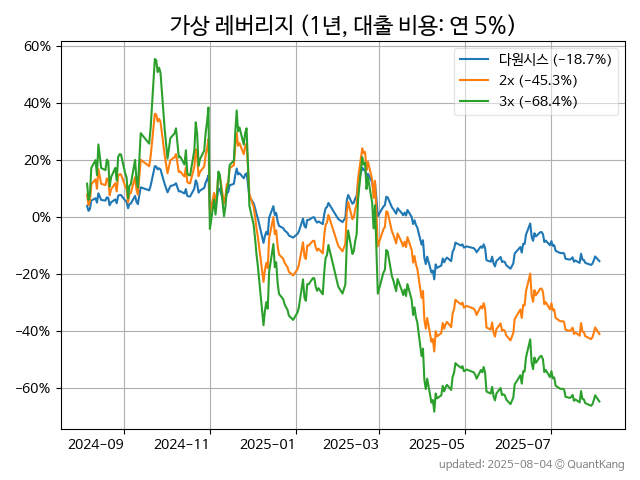 가상 레버리지 (1년, 대출 비용: 연 5%)
다원시스 (-18.7%)
2x (-45.3%)
3x (-68.4%)
60%
40%
20%
0%
−20%
−40%
−60%
2024-09
2024-11
2025-01
2025-03
2025-05
2025-07
updated: 2025-08-04 © QuantKang